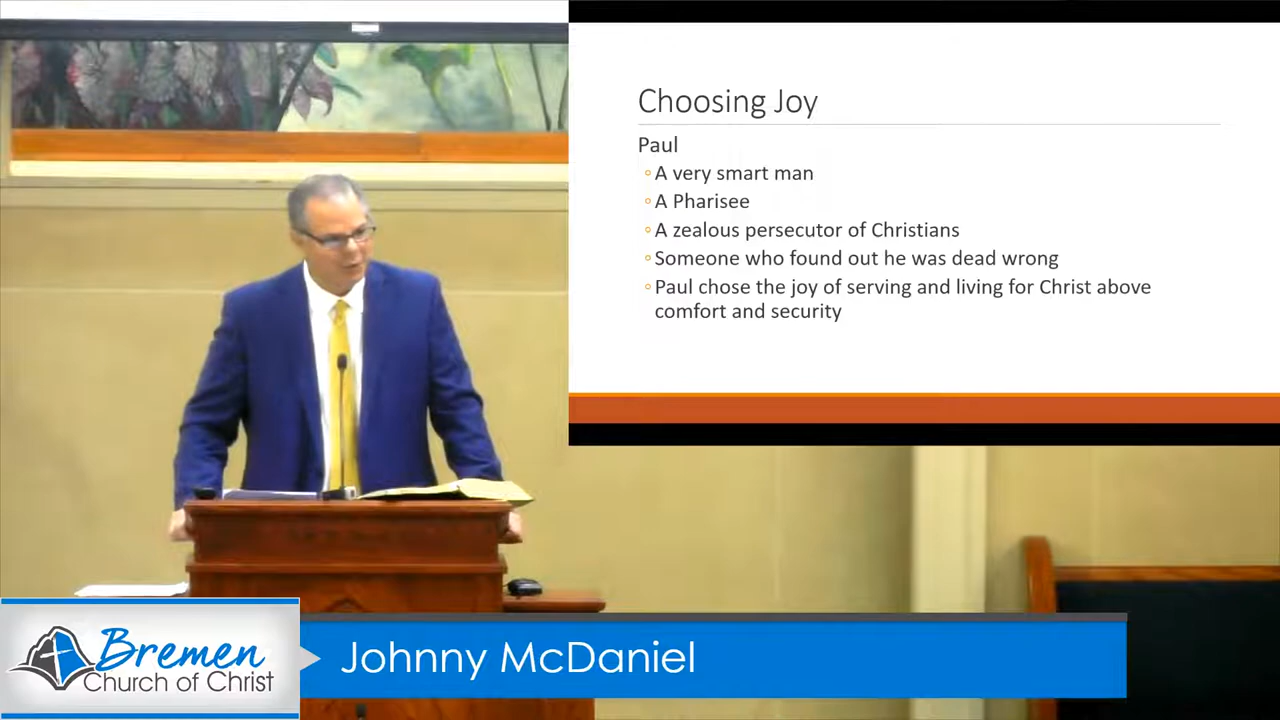 Choosing Joy
Paul
◦A very smart man
◦A Pharisee
◦A zealous persecutor of Christians
◦Someone who found out he was dead wrong
◦Paul chose the joy of serving and living for Christ above
comfort and security
Bremen
Church of Christ
Johnny McDaniel